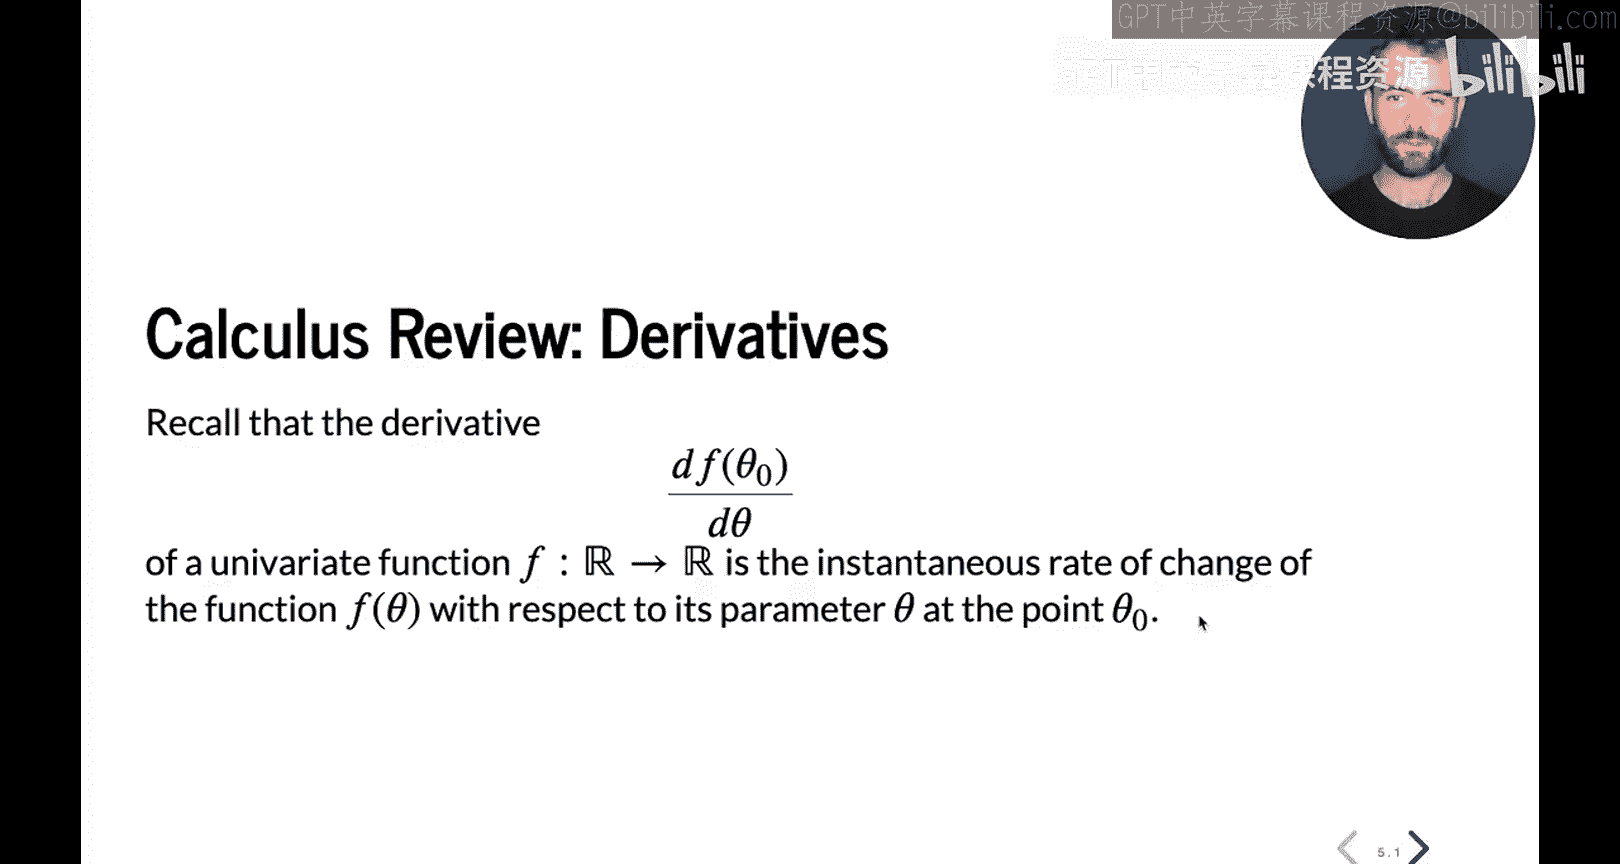 GPT中英字幕课程资源@bilibili.com
课程资源 bilibili
Calculus Review: Derivatives
Recall that the derivative
df(θ₀)
dθ
of a univariate function f : ℝ → ℝ is the instantaneous rate of change of
the function f(θ) with respect to its parameter θ at the point θ₀.
5.1